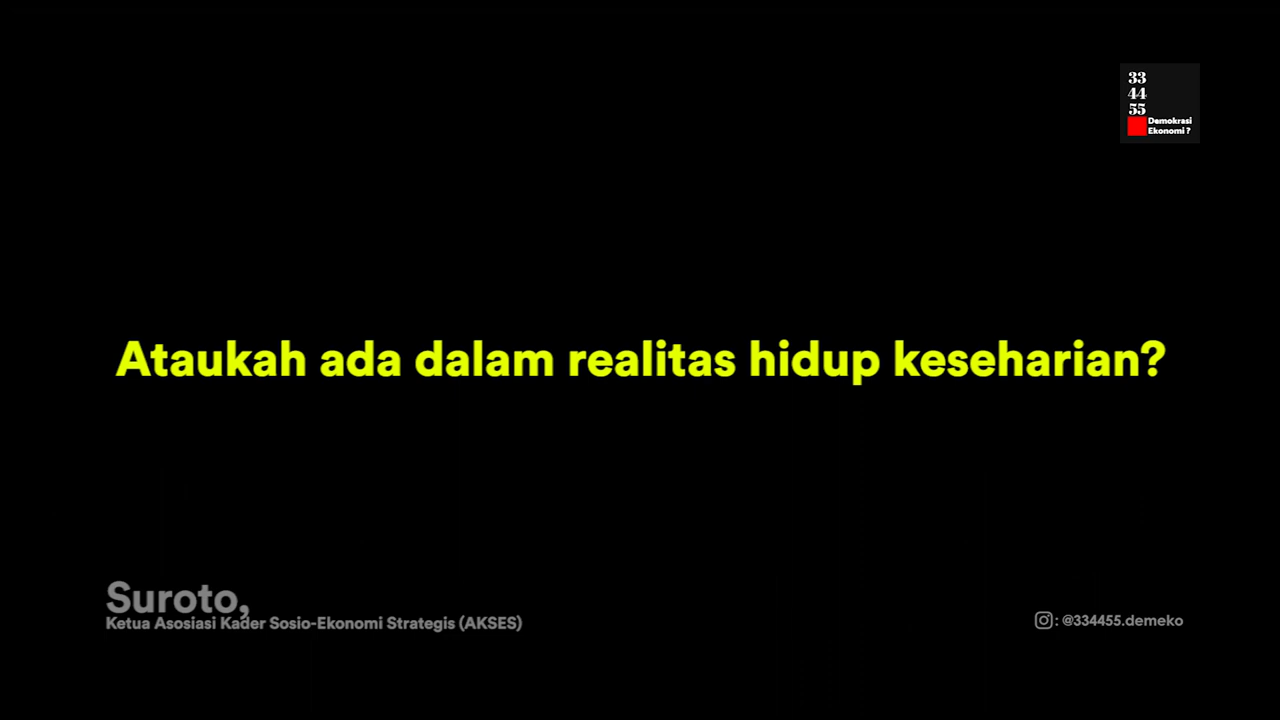 33
44
55
Demokrasi
Ekonomi ?
Ataukah ada dalam realitas hidup keseharian?
Suroto,
Ketua Asosiasi Kader Sosio-Ekonomi Strategis (AKSES)
: @334455.demeko